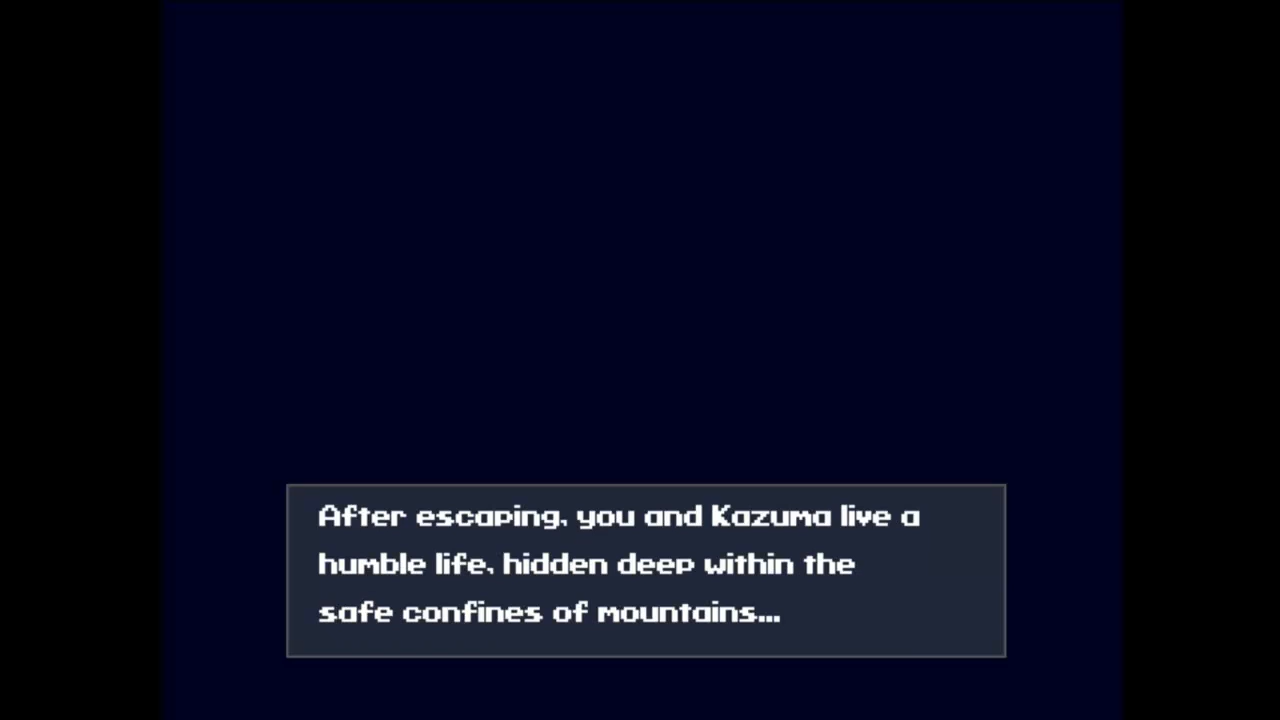 After escaping, you and Kazuma live a
humble life, hidden deep within the
safe confines of mountains...